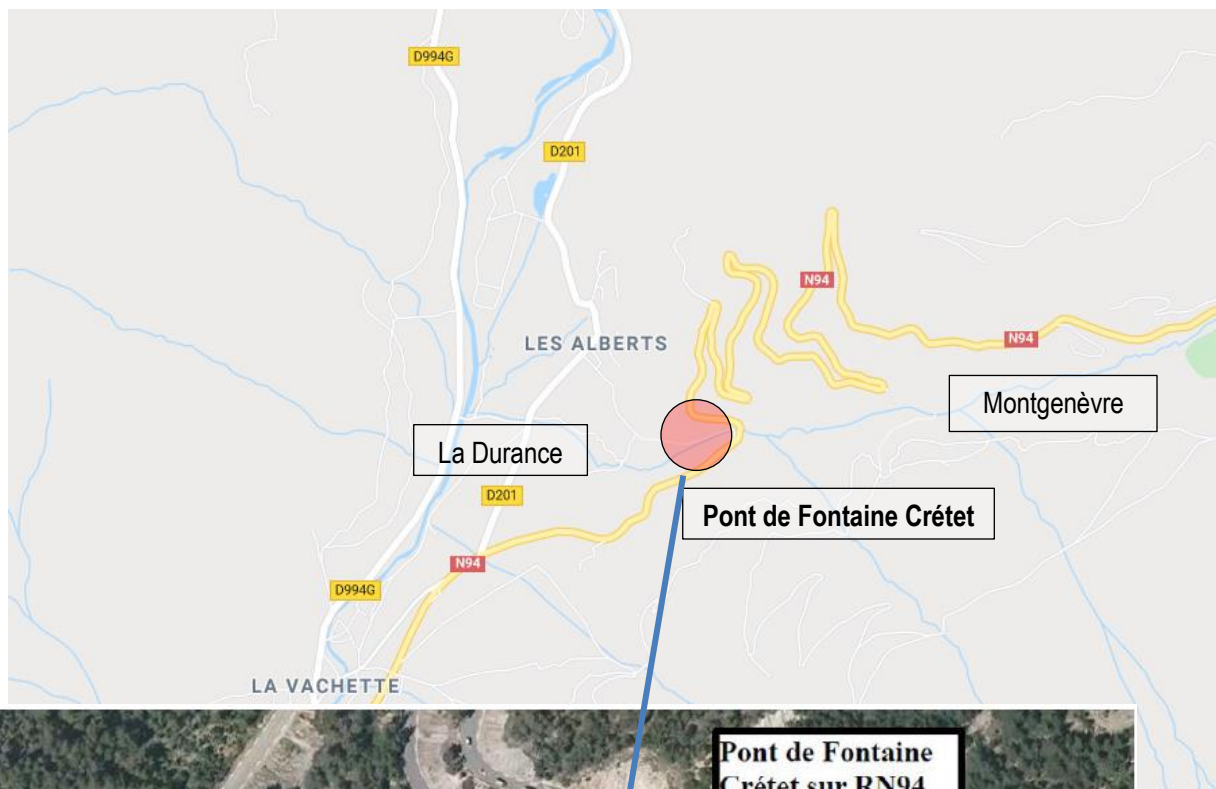 D994G
D201
N94
N94
LES ALBERTS
Montgenèvre
La Durance
D201
Pont de Fontaine Crétet
N94
D994G
LA VACHETTE
Pont de Fontaine
Crétet sur RN94